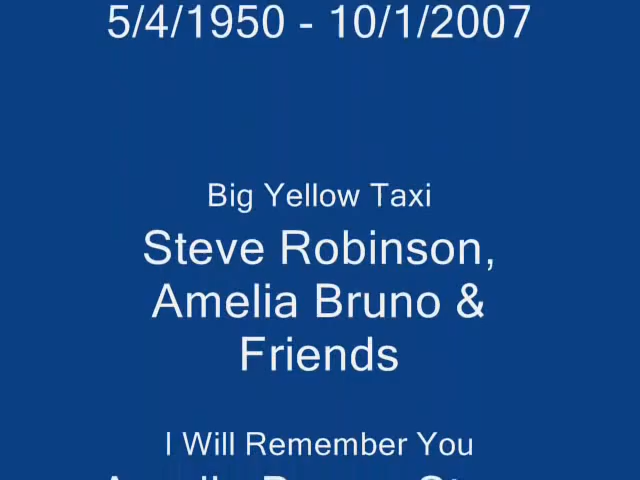 5/4/1950 - 10/1/2007
Big Yellow Taxi
Steve Robinson,
Amelia Bruno &
Friends
I Will Remember You